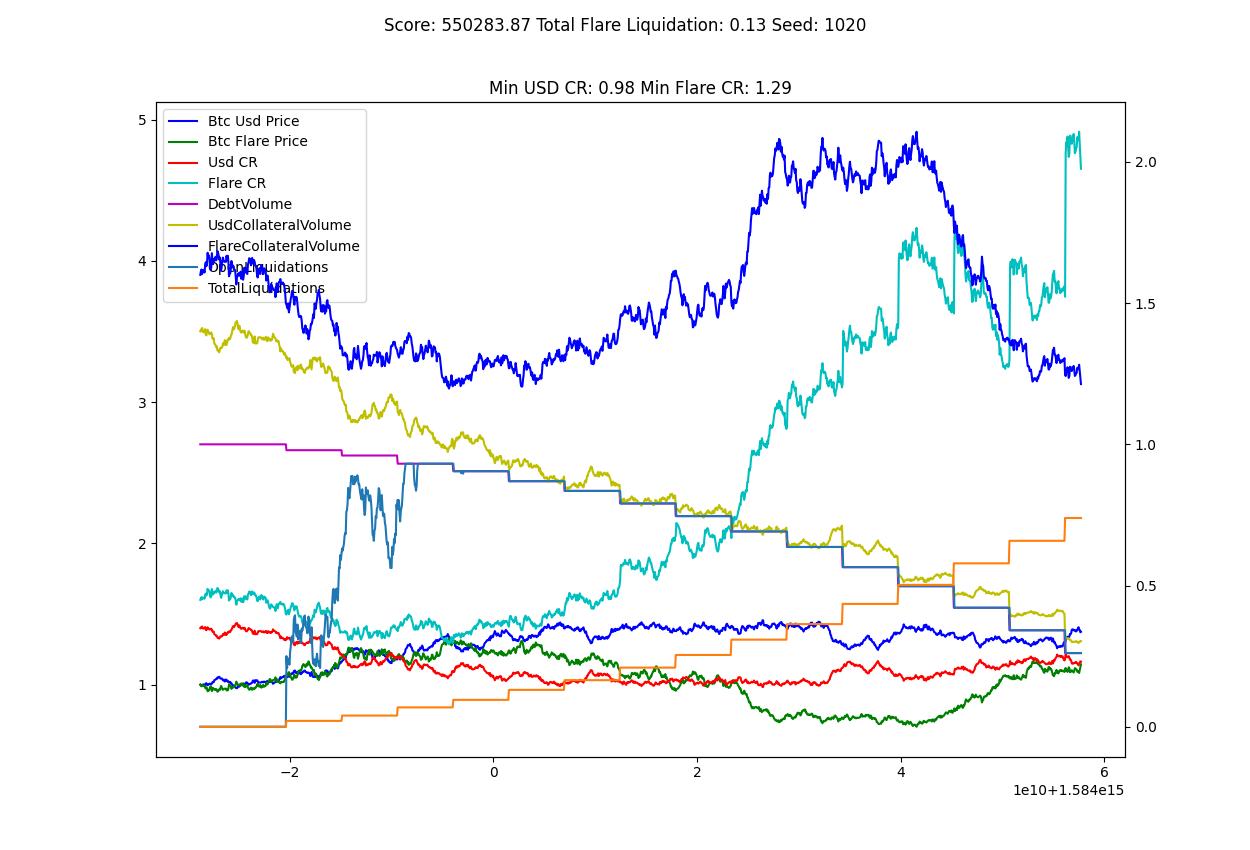 Score: 550283.87 Total Flare Liquidation: 0.13 Seed: 1020
Min USD CR: 0.98 Min Flare CR: 1.29
Btc Usd Price
Btc Flare Price
Usd CR
Flare CR
DebtVolume
UsdCollateralVolume
FlareCollateralVolume
OpenLiquidations
TotalLiquidations
5
4
3
2
1
2.0
1.5
1.0
0.5
0.0
−2 0 2 4 6
1e10+1.584e15